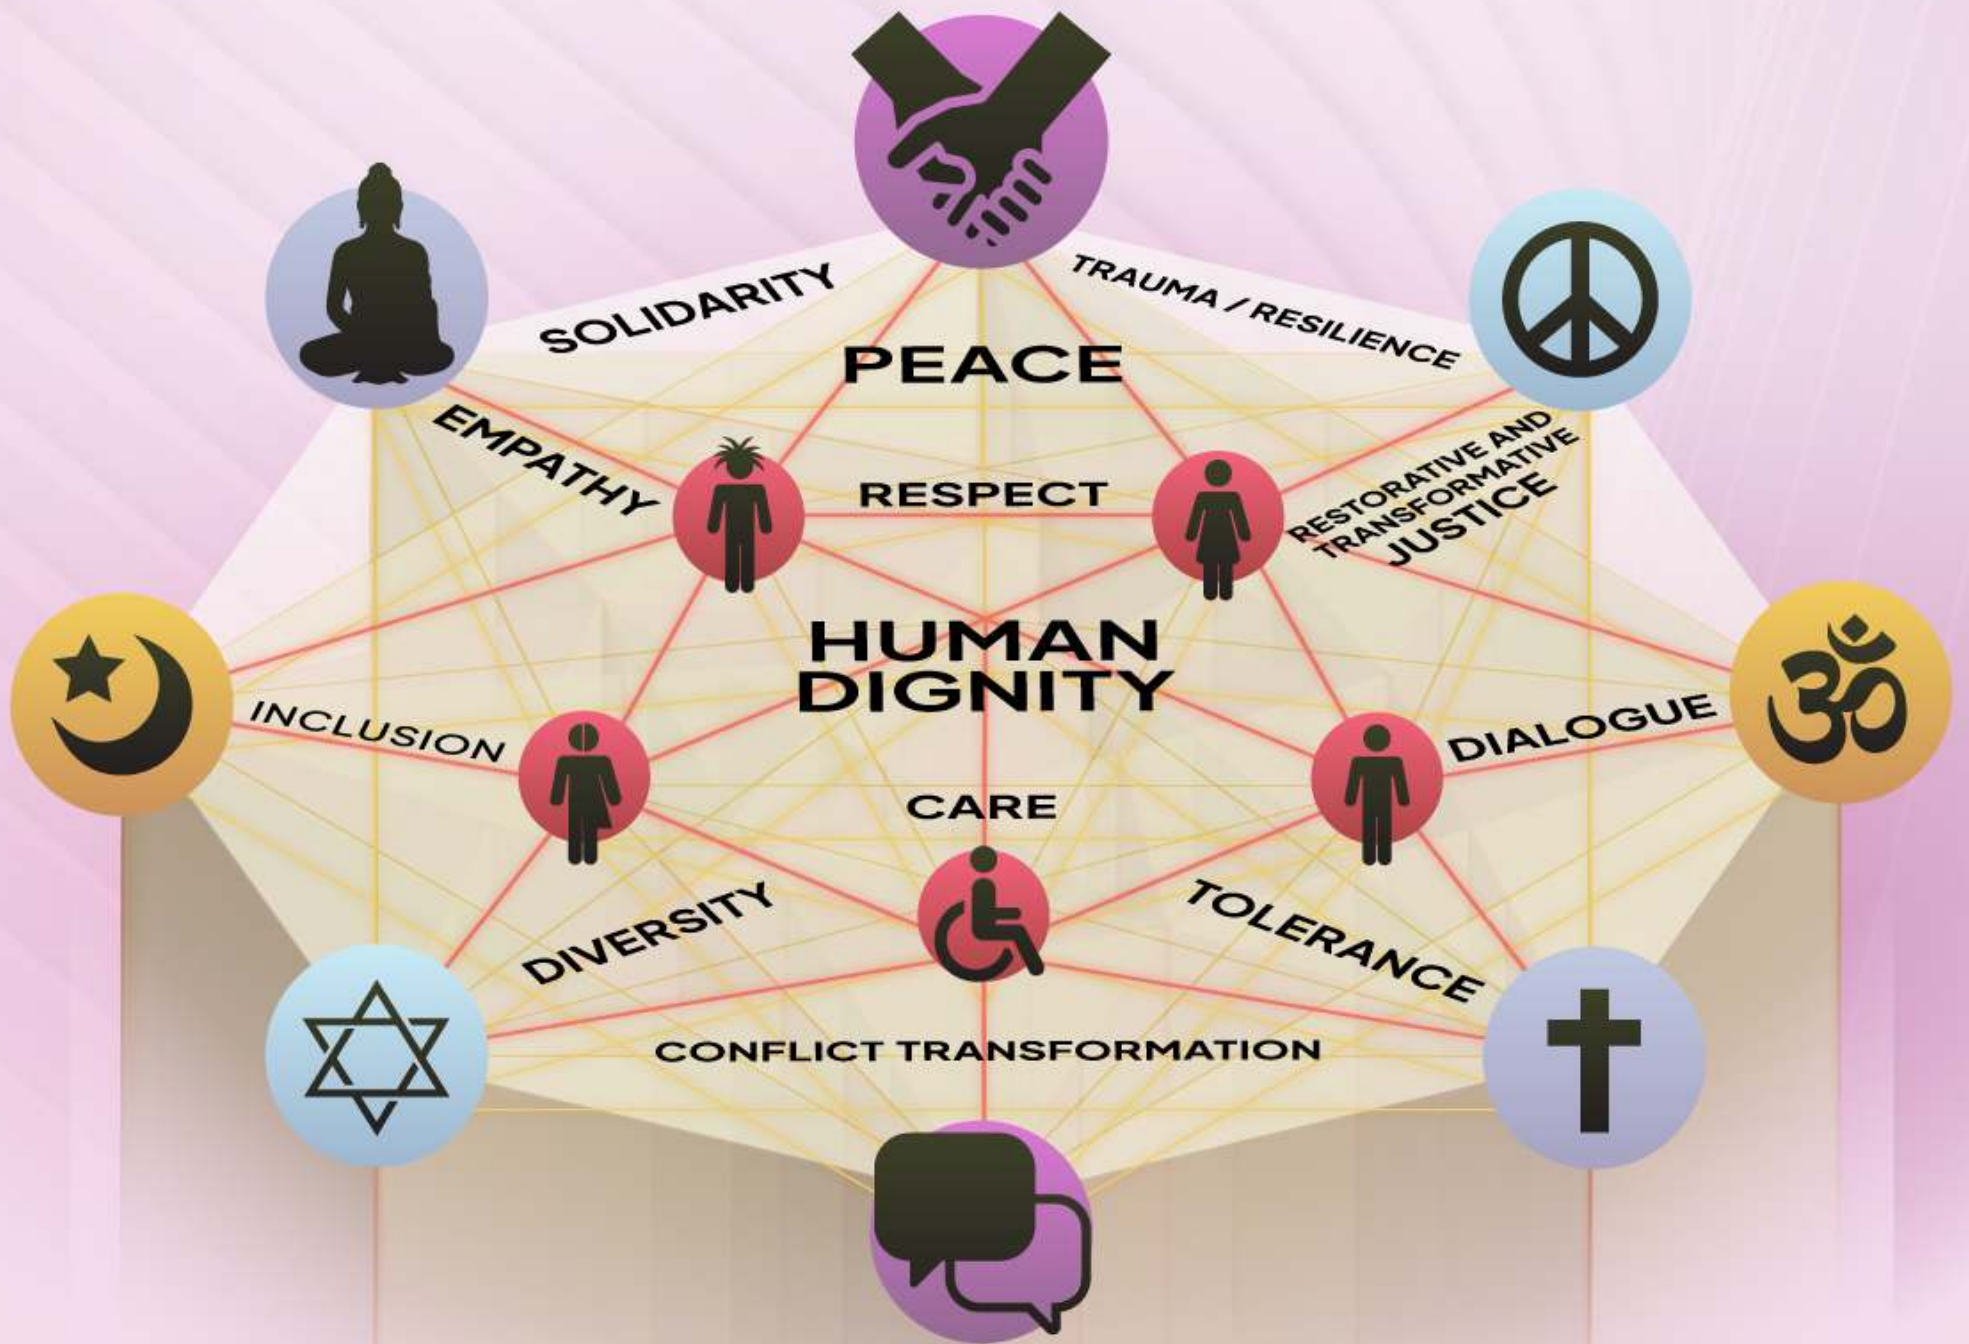 SOLIDARITY
TRAUMA / RESILIENCE
PEACE
EMPATHY
RESPECT
RESTORATIVE AND
TRANSFORMATIVE
JUSTICE
HUMAN
DIGNITY
INCLUSION
DIALOGUE
CARE
DIVERSITY
TOLERANCE
CONFLICT TRANSFORMATION